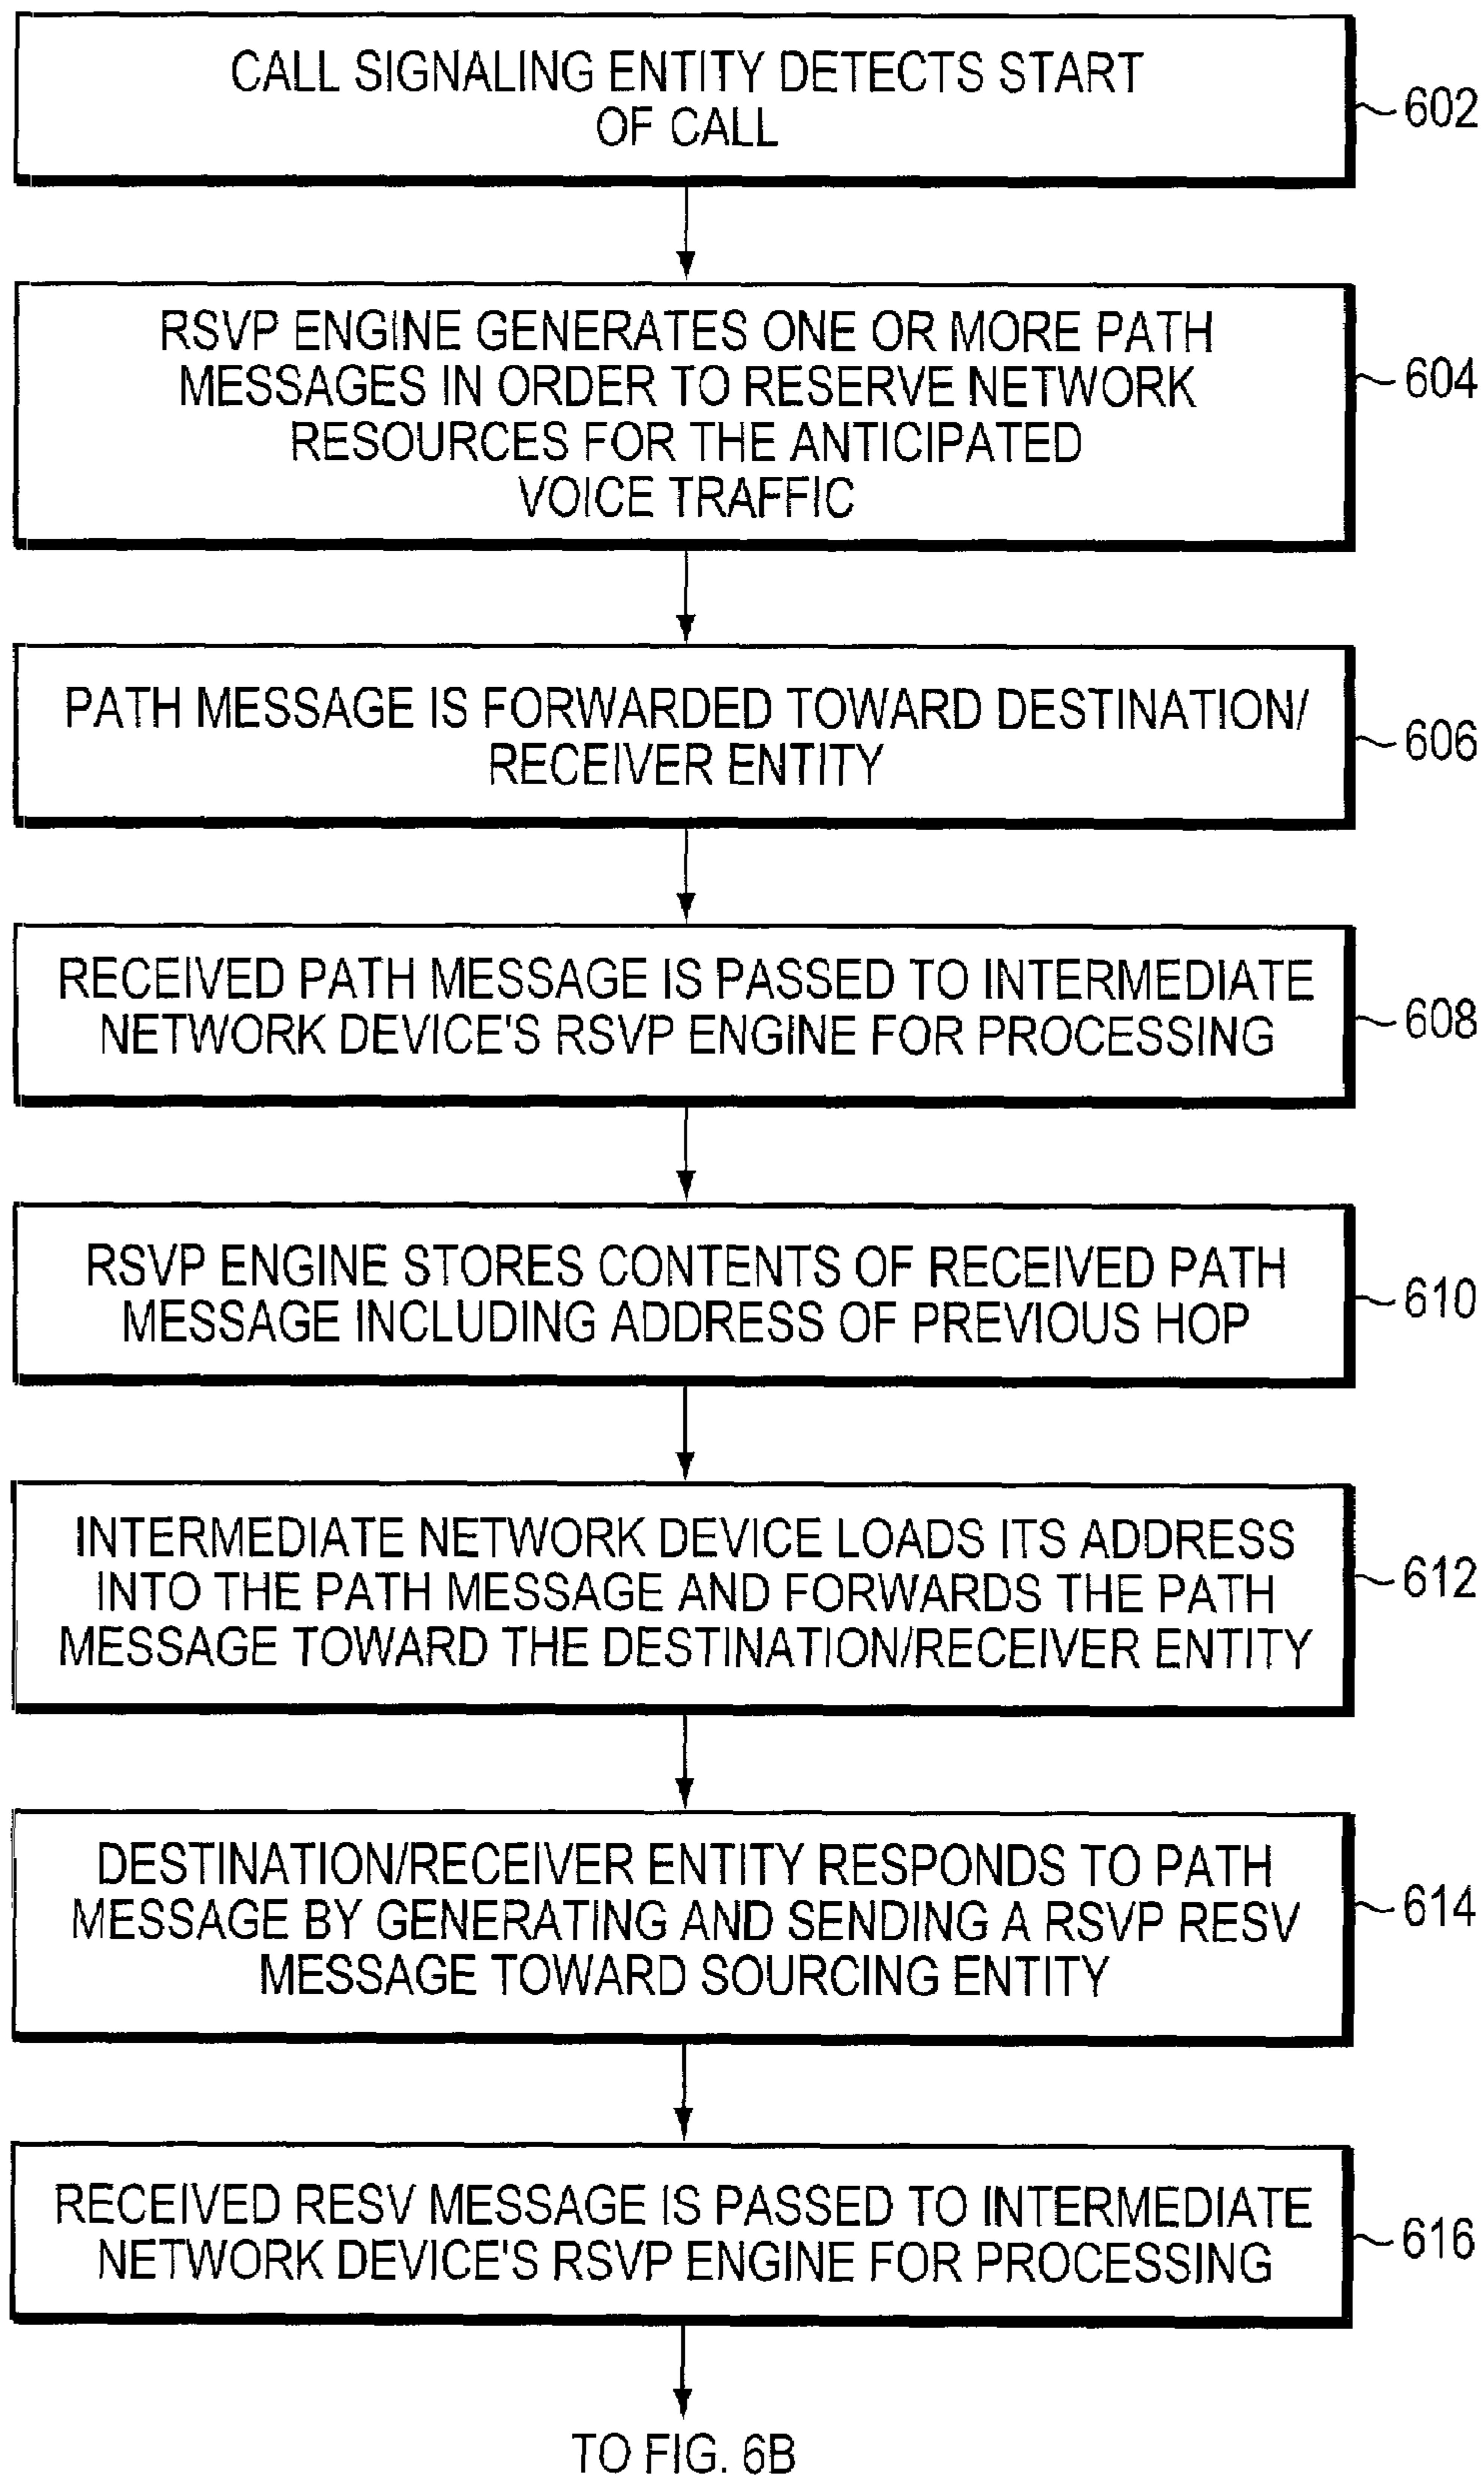 CALL SIGNALING ENTITY DETECTS START
OF CALL
602
RSVP ENGINE GENERATES ONE OR MORE PATH
MESSAGES IN ORDER TO RESERVE NETWORK
RESOURCES FOR THE ANTICIPATED
VOICE TRAFFIC
604
PATH MESSAGE IS FORWARDED TOWARD DESTINATION/
RECEIVER ENTITY
606
RECEIVED PATH MESSAGE IS PASSED TO INTERMEDIATE
NETWORK DEVICE'S RSVP ENGINE FOR PROCESSING
608
RSVP ENGINE STORES CONTENTS OF RECEIVED PATH
MESSAGE INCLUDING ADDRESS OF PREVIOUS HOP
610
INTERMEDIATE NETWORK DEVICE LOADS ITS ADDRESS
INTO THE PATH MESSAGE AND FORWARDS THE PATH
MESSAGE TOWARD THE DESTINATION/RECEIVER ENTITY
612
DESTINATION/RECEIVER ENTITY RESPONDS TO PATH
MESSAGE BY GENERATING AND SENDING A RSVP RESV
MESSAGE TOWARD SOURCING ENTITY
614
RECEIVED RESV MESSAGE IS PASSED TO INTERMEDIATE
NETWORK DEVICE'S RSVP ENGINE FOR PROCESSING
616
TO FIG. 6B